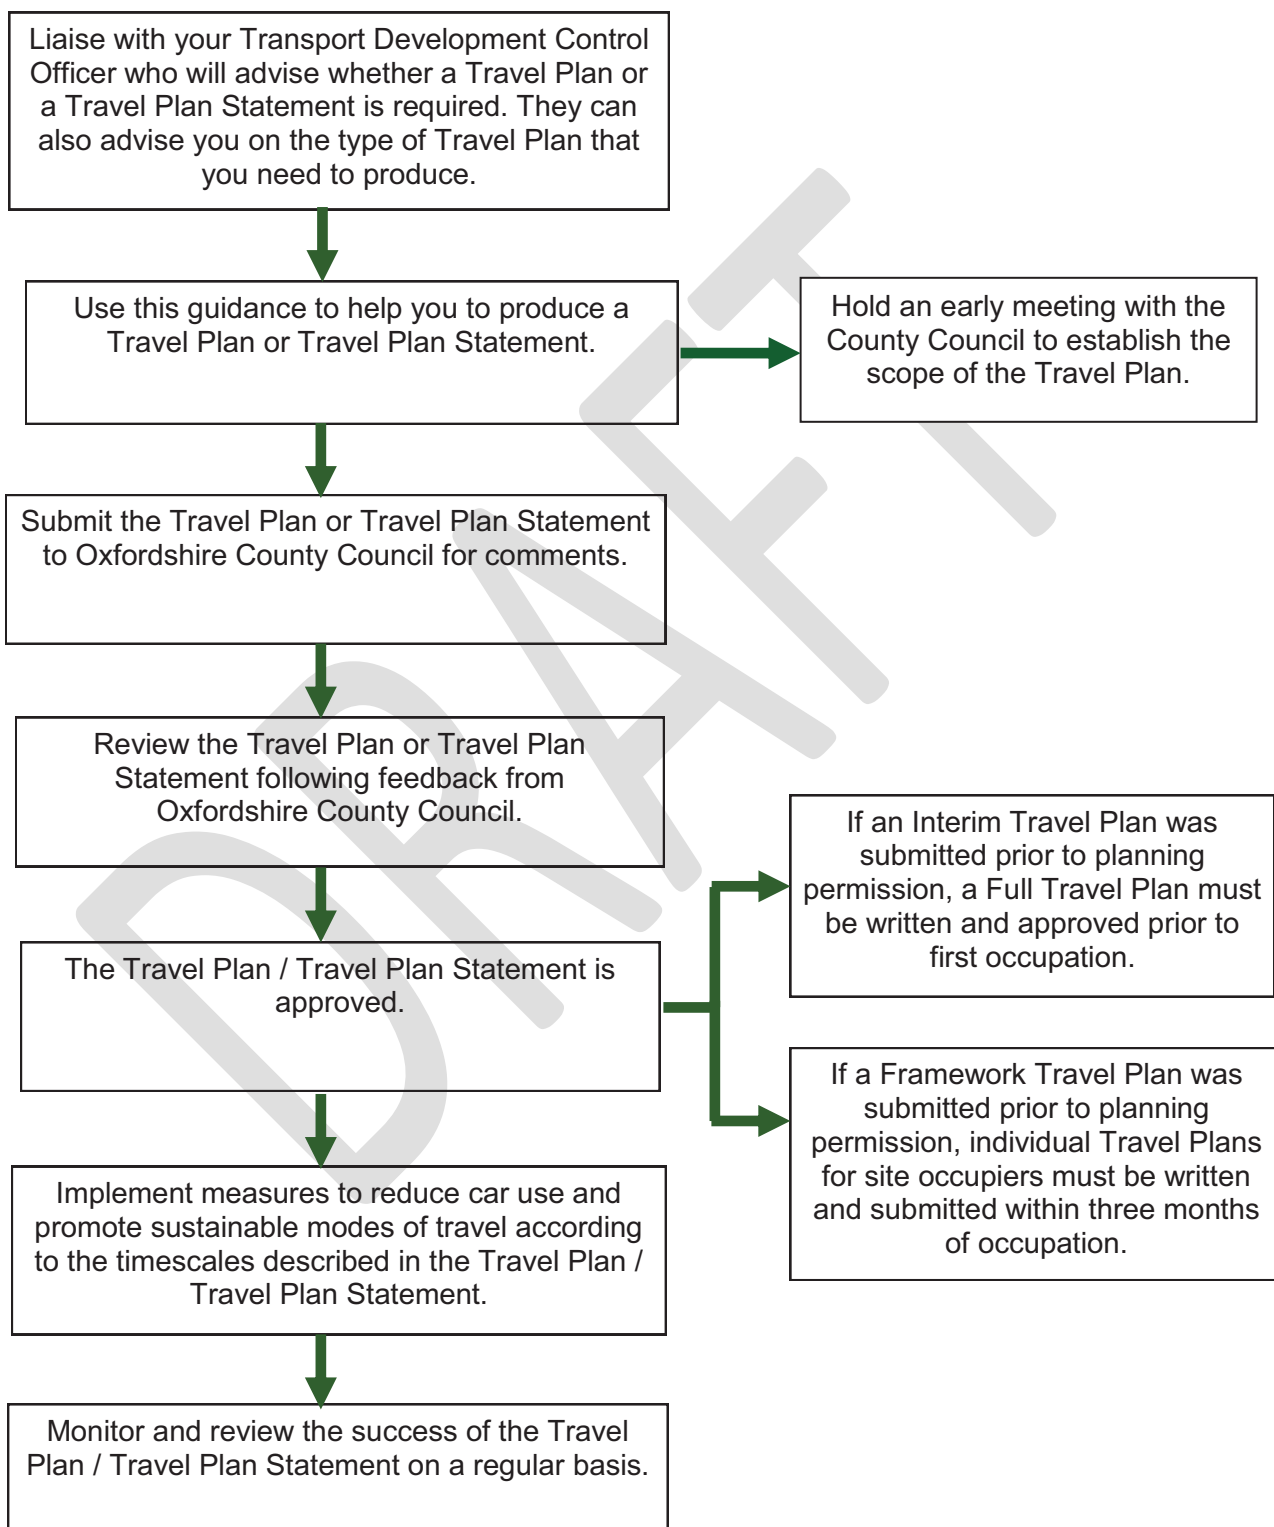 Liaise with your Transport Development Control
Officer who will advise whether a Travel Plan or
a Travel Plan Statement is required. They can
also advise you on the type of Travel Plan that
you need to produce.
Use this guidance to help you to produce a
Travel Plan or Travel Plan Statement.
Hold an early meeting with the
County Council to establish the
scope of the Travel Plan.
Submit the Travel Plan or Travel Plan Statement
to Oxfordshire County Council for comments.
Review the Travel Plan or Travel Plan
Statement following feedback from
Oxfordshire County Council.
The Travel Plan / Travel Plan Statement is
approved.
If an Interim Travel Plan was
submitted prior to planning
permission, a Full Travel Plan must
be written and approved prior to
first occupation.
If a Framework Travel Plan was
submitted prior to planning
permission, individual Travel Plans
for site occupiers must be written
and submitted within three months
of occupation.
Implement measures to reduce car use and
promote sustainable modes of travel according
to the timescales described in the Travel Plan /
Travel Plan Statement.
Monitor and review the success of the Travel
Plan / Travel Plan Statement on a regular basis.
DRAFT